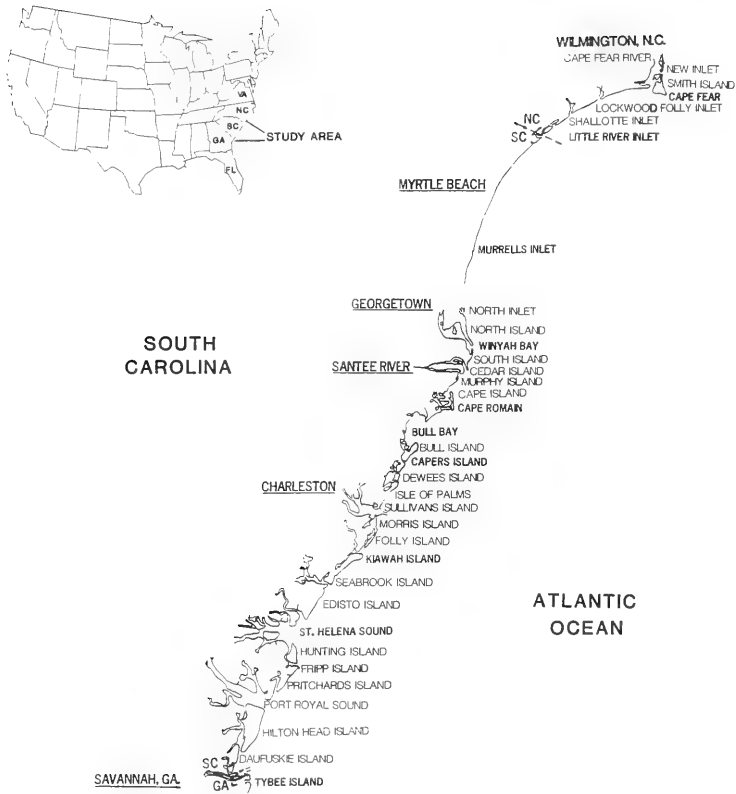 WILMINGTON, N.C.
CAPE FEAR RIVER
NEW INLET
SMITH ISLAND
CAPE FEAR
LOCKWOOD FOLLY INLET
SHALLOTTE INLET
NC
SC
LITTLE RIVER INLET
VA
NC
SC
GA
FL
STUDY AREA
MYRTLE BEACH
MURRELLS INLET
GEORGETOWN
NORTH INLET
NORTH ISLAND
WINYAH BAY
SOUTH
CAROLINA
SANTEE RIVER
SOUTH ISLAND
CEDAR ISLAND
MURPHY ISLAND
CAPE ISLAND
CAPE ROMAIN
BULL BAY
BULL ISLAND
CAPERS ISLAND
DEWEES ISLAND
CHARLESTON
ISLE OF PALMS
SULLIVANS ISLAND
MORRIS ISLAND
FOLLY ISLAND
KIAWAH ISLAND
SEABROOK ISLAND
EDISTO ISLAND
ATLANTIC
OCEAN
ST. HELENA SOUND
HUNTING ISLAND
FRIPP ISLAND
PRITCHARDS ISLAND
PORT ROYAL SOUND
HILTON HEAD ISLAND
DAUFUSKIE ISLAND
SC
SAVANNAH, GA.
GA
TYBEE ISLAND